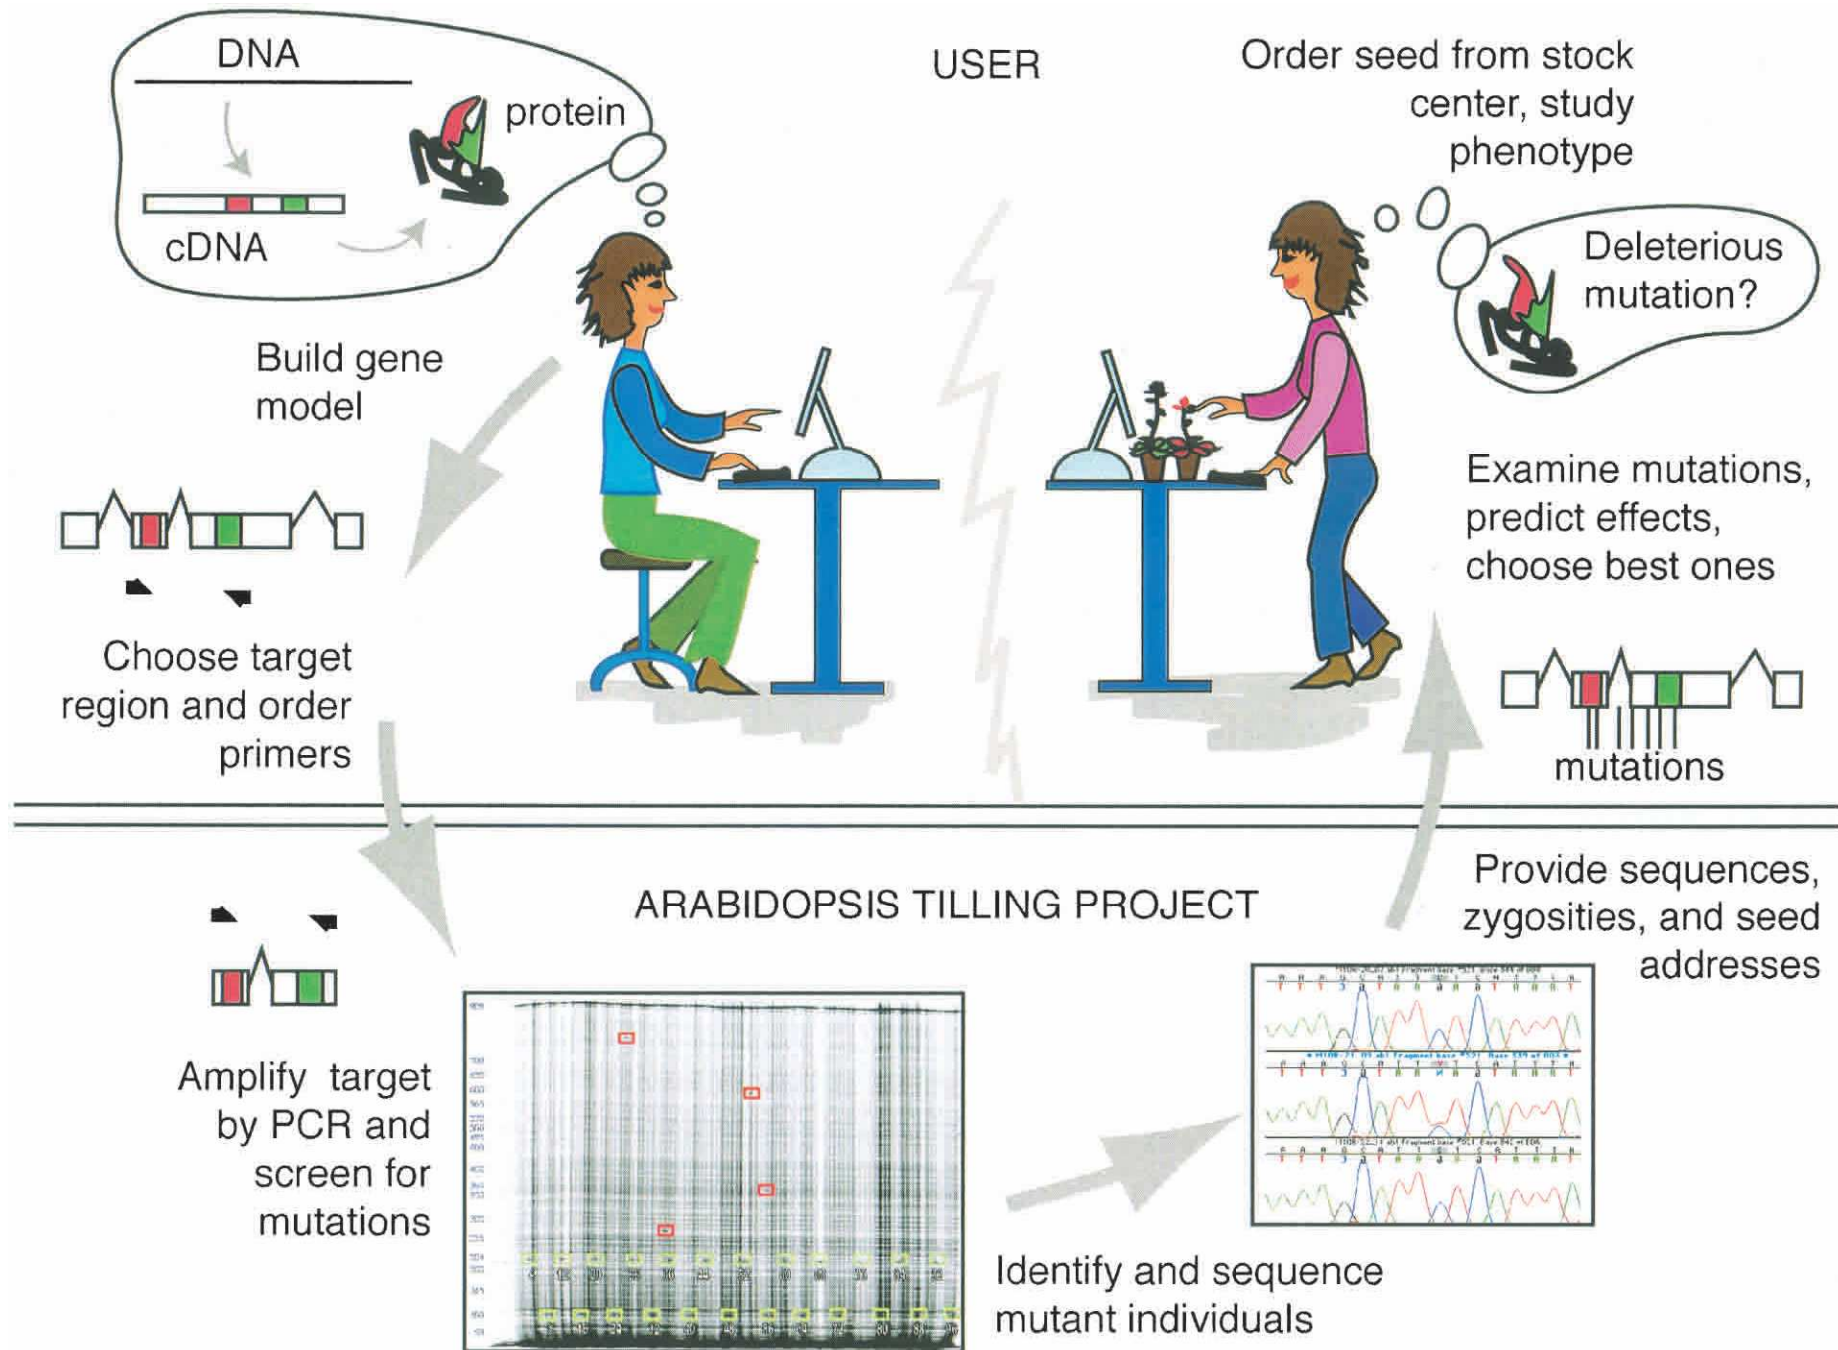 DNA
protein
cDNA
USER
Order seed from stock
center, study
phenotype
Deleterious
mutation?
Build gene
model
Examine mutations,
predict effects,
choose best ones
Choose target
region and order
primers
mutations
ARABIDOPSIS TILLING PROJECT
Provide sequences,
zygosities, and seed
addresses
Amplify target
by PCR and
screen for
mutations
Identify and sequence
mutant individuals